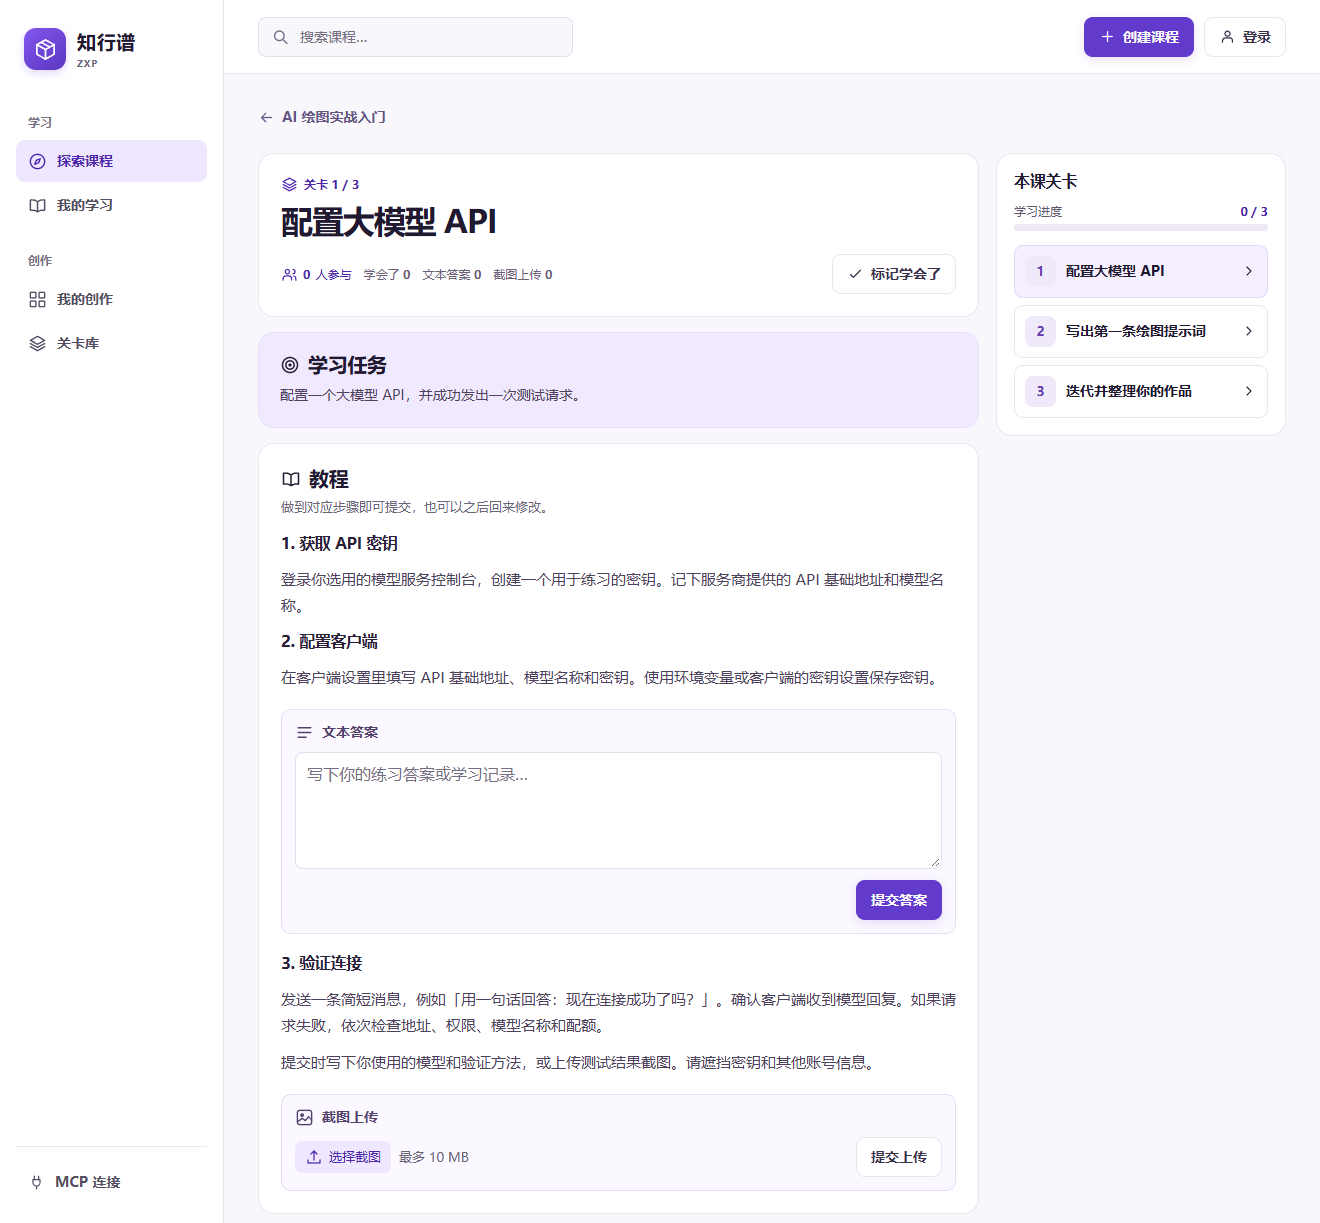 知行谱
ZXP
搜索课程...
创建课程
登录
学习
探索课程
我的学习
创作
我的创作
关卡库
MCP 连接
AI 绘图实战入门
关卡 1 / 3
配置大模型 API
0 人参与 学会了 0 文本答案 0 截图上传 0
标记学会了
学习任务
配置一个大模型 API，并成功发出一次测试请求。
教程
做到对应步骤即可提交，也可以之后回来修改。
1. 获取 API 密钥
登录你选用的模型服务控制台，创建一个用于练习的密钥。记下服务商提供的 API 基础地址和模型名
称。
2. 配置客户端
在客户端设置里填写 API 基础地址、模型名称和密钥。使用环境变量或客户端的密钥设置保存密钥。
文本答案
写下你的练习答案或学习记录...
提交答案
3. 验证连接
发送一条简短消息，例如「用一句话回答：现在连接成功了吗？」。确认客户端收到模型回复。如果请
求失败，依次检查地址、权限、模型名称和配额。
提交时写下你使用的模型和验证方法，或上传测试结果截图。请遮挡密钥和其他账号信息。
截图上传
选择截图 最多 10 MB
提交上传
本课关卡
学习进度 0 / 3
1 配置大模型 API
2 写出第一条绘图提示词
3 迭代并整理你的作品